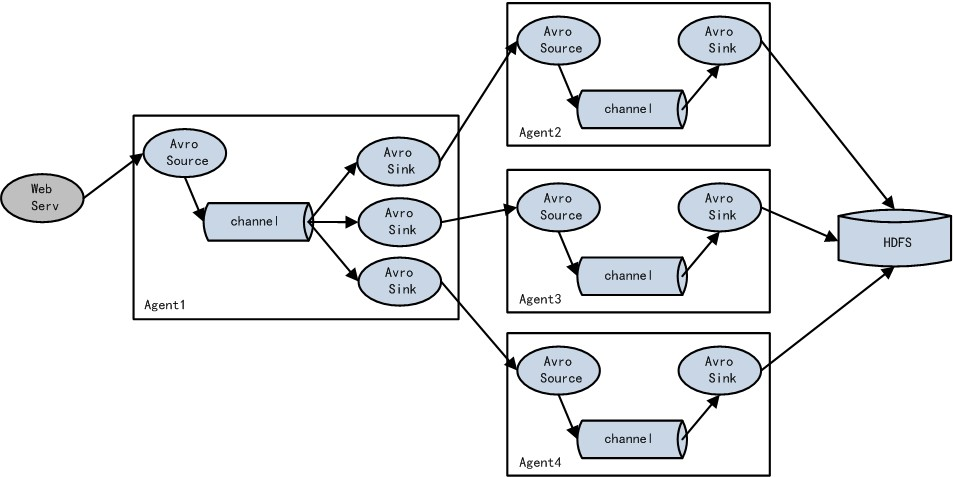 Web
Serv
Avro
Source
channel
Avro
Sink
Avro
Sink
Avro
Sink
Agent1
Avro
Source
channel
Avro
Sink
Agent2
Avro
Source
channel
Avro
Sink
Agent3
Avro
Source
channel
Avro
Sink
Agent4
HDFS